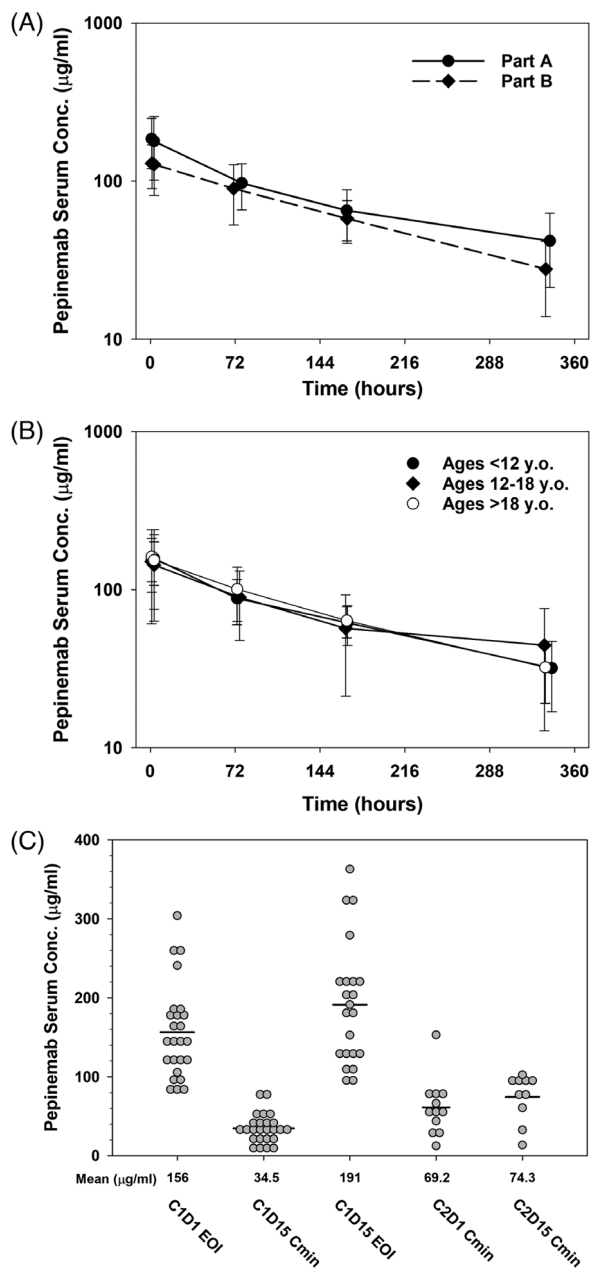 (A)
1000
100
10
Pepinemab Serum Conc. (μg/ml)
Part A
Part B
0 72 144 216 288 360
Time (hours)
(B)
1000
100
10
Pepinemab Serum Conc. (μg/ml)
Ages <12 y.o.
Ages 12-18 y.o.
Ages >18 y.o.
0 72 144 216 288 360
Time (hours)
(C)
400
300
200
100
0
Pepinemab Serum Conc. (μg/ml)
Mean (μg/ml) 156 34.5 191 69.2 74.3
C1D1 EOI
C1D15 Cmin
C1D15 EOI
C2D1 Cmin
C2D15 Cmin